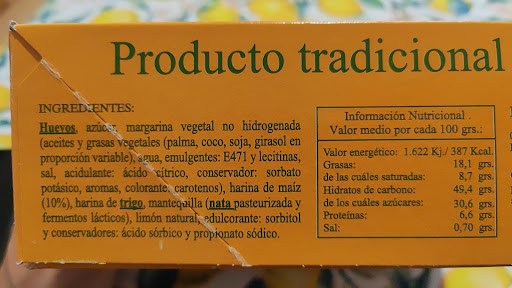 Producto tradicional
INGREDIENTES:
Huevos, azúcar, margarina vegetal no hidrogenada
(aceites y grasas vegetales (palma, coco, soja, girasol en
proporción variable), agua, emulgentes: E471 y lecitinas,
sal, acidulante: ácido cítrico, conservador: sorbato
potásico, aromas, colorante: carotenos), harina de maíz
(10%), harina de trigo, mantequilla (nata pasteurizada y
fermentos lácticos), limón natural, edulcorante: sorbitol
y conservadores: ácido sórbico y propionato sódico.
Información Nutricional .
Valor medio por cada 100 grs.:
Valor energético: 1.622 Kj./ 387 Kcal.
Grasas: 18,1 grs.
de las cuáles saturadas: 8,7 grs.
Hidratos de carbono: 49,4 grs.
de los cuáles azúcares: 30,6 grs.
Proteínas: 6,6 grs.
Sal: 0,70 grs.